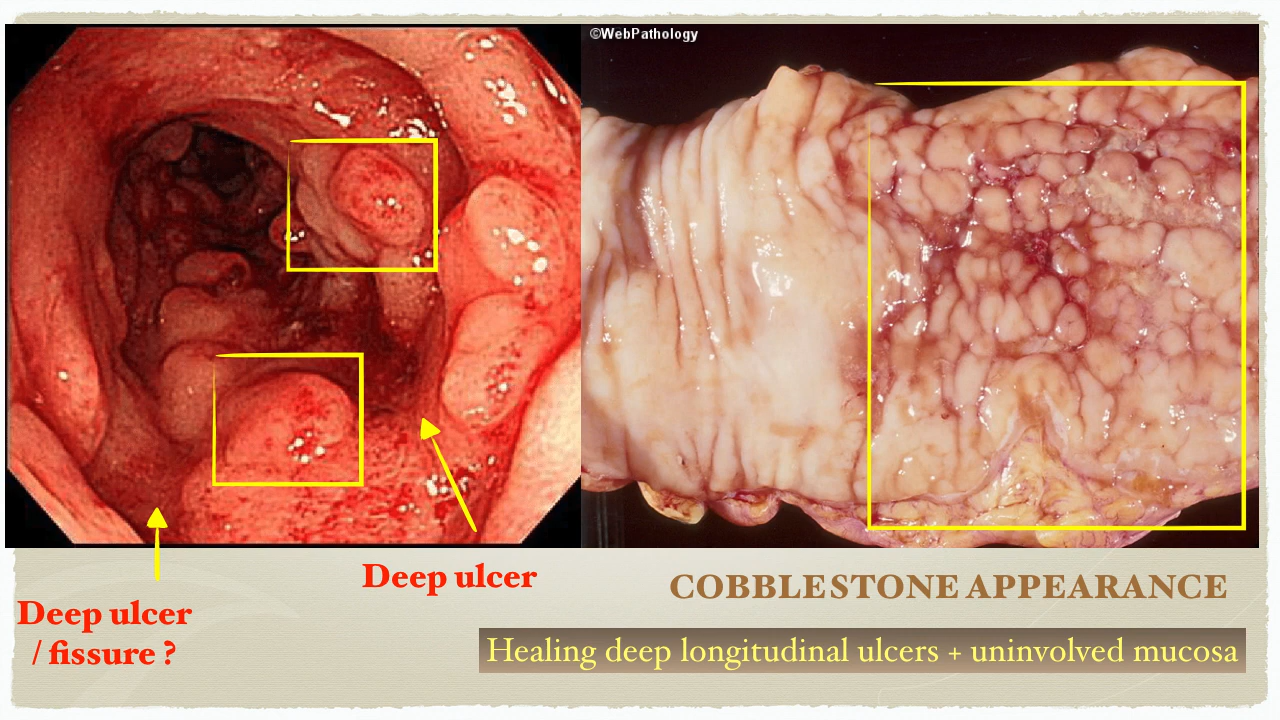 ©WebPathology
Deep ulcer
COBBLESTONE APPEARANCE
Deep ulcer
/ fissure ?
Healing deep longitudinal ulcers + uninvolved mucosa